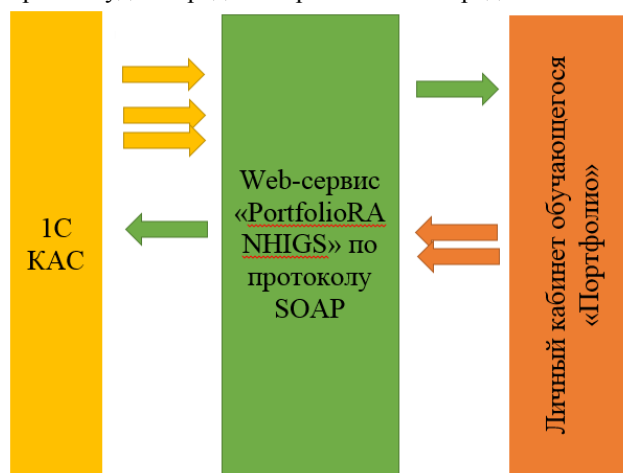 1С
КАС
Web-сервис
«PortfolioRA
NHIGS» по
протоколу
SOAP
Личный кабинет обучающегося
«Портфолио»